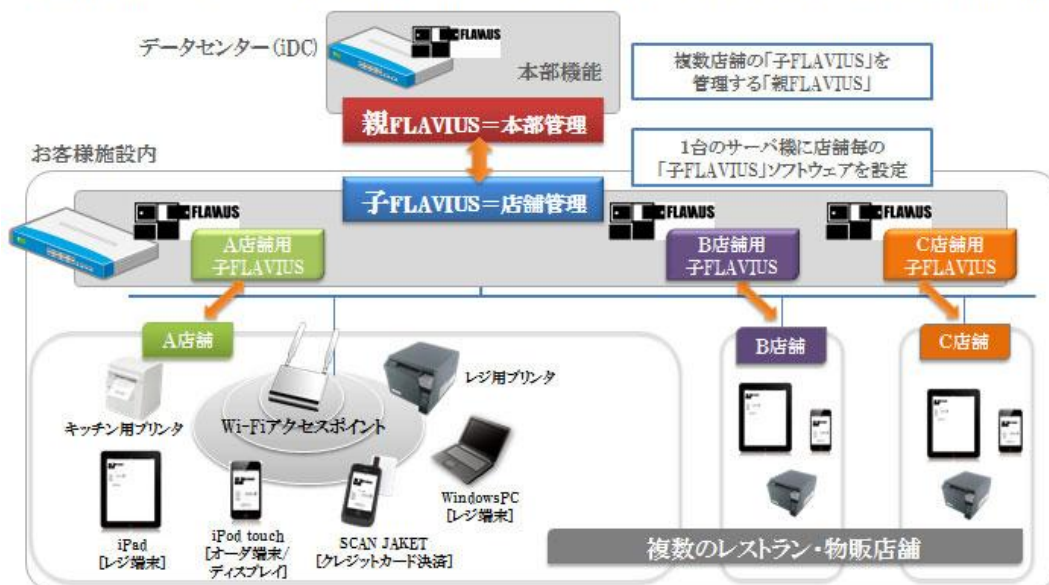 データセンター(iDC)
FLAVIUS
本部機能
複数店舗の「子FLAVIUS」を
管理する「親FLAVIUS」
親FLAVIUS=本部管理
お客様施設内
1台のサーバ機に店舗毎の
「子FLAVIUS」ソフトウェアを設定
子FLAVIUS=店舗管理
FLAVIUS
FLAVIUS
FLAVIUS
A店舗用
子FLAVIUS
B店舗用
子FLAVIUS
C店舗用
子FLAVIUS
A店舗
B店舗
C店舗
レジ用プリンタ
キッチン用プリンタ
Wi-Fiアクセスポイント
WindowsPC
[レジ端末]
iPad
[レジ端末]
iPod touch
[オーダ端末/
ディスプレイ]
SCAN JAKET
[クレジットカード決済]
複数のレストラン・物販店舗